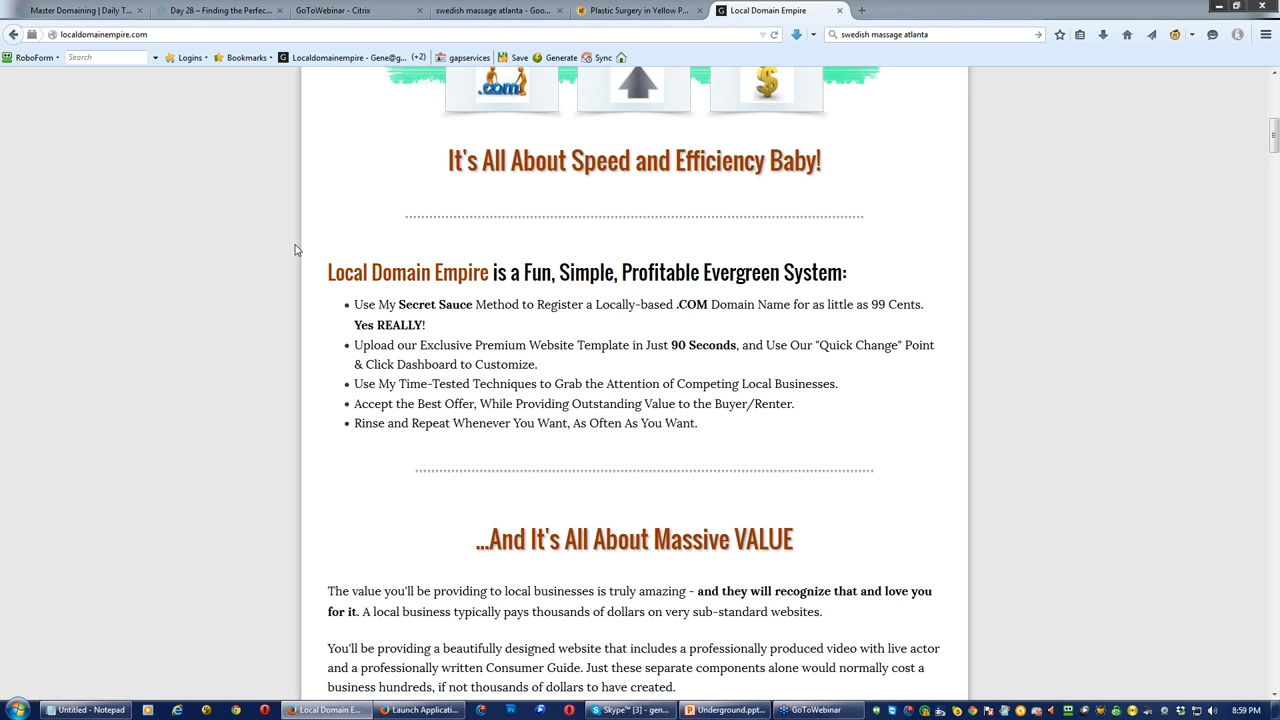 Master Domaining | Daily T...
Day 28 – Finding the Perfec...
GoToWebinar - Citrix
swedish massage atlanta - Goo...
Plastic Surgery in Yellow P...
Local Domain Empire
localdomainempire.com
swedish massage atlanta
RoboForm
Search
Logins
Bookmarks
Localdomainempire - Gene@g...
(+2)
gapservices
Save
Generate
Sync
.com
It's All About Speed and Efficiency Baby!
Local Domain Empire is a Fun, Simple, Profitable Evergreen System:
Use My Secret Sauce Method to Register a Locally-based .COM Domain Name for as little as 99 Cents.
Yes REALLY!
Upload our Exclusive Premium Website Template in Just 90 Seconds, and Use Our "Quick Change" Point
& Click Dashboard to Customize.
Use My Time-Tested Techniques to Grab the Attention of Competing Local Businesses.
Accept the Best Offer, While Providing Outstanding Value to the Buyer/Renter.
Rinse and Repeat Whenever You Want, As Often As You Want.
...And It's All About Massive VALUE
The value you'll be providing to local businesses is truly amazing - and they will recognize that and love you
for it. A local business typically pays thousands of dollars on very sub-standard websites.
You'll be providing a beautifully designed website that includes a professionally produced video with live actor
and a professionally written Consumer Guide. Just these separate components alone would normally cost a
business hundreds, if not thousands of dollars to have created.
Untitled - Notepad
Local Domain E...
Launch Applicati...
Skype™ [3] - gen...
Underground.ppt...
GoToWebinar
8:59 PM